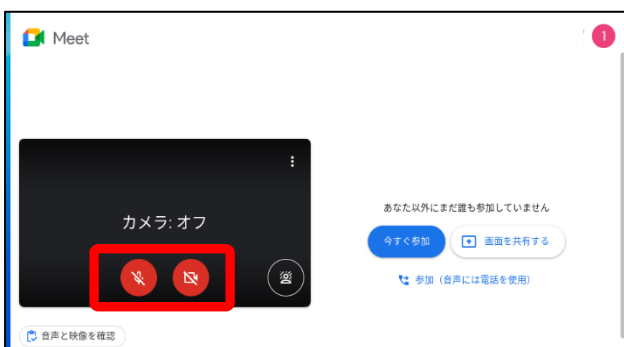 Meet
1
カメラ: オフ
あなた以外にまだ誰も参加していません
今すぐ参加
画面を共有する
参加（音声には電話を使用）
音声と映像を確認